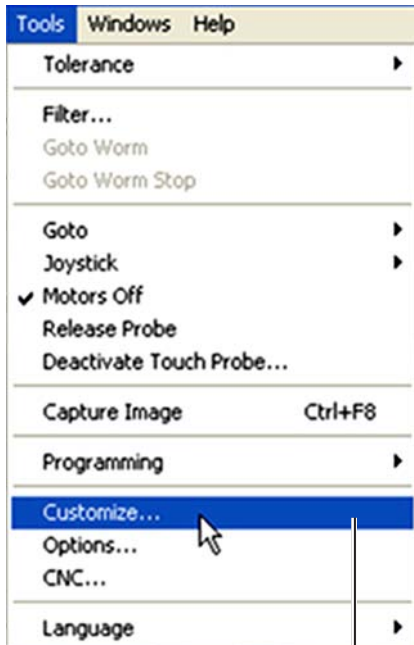 Tools Windows Help
Tolerance
Filter...
Goto Worm
Goto Worm Stop
Goto
Joystick
Motors Off
Release Probe
Deactivate Touch Probe...
Capture Image Ctrl+F8
Programming
Customize...
Options...
CNC...
Language